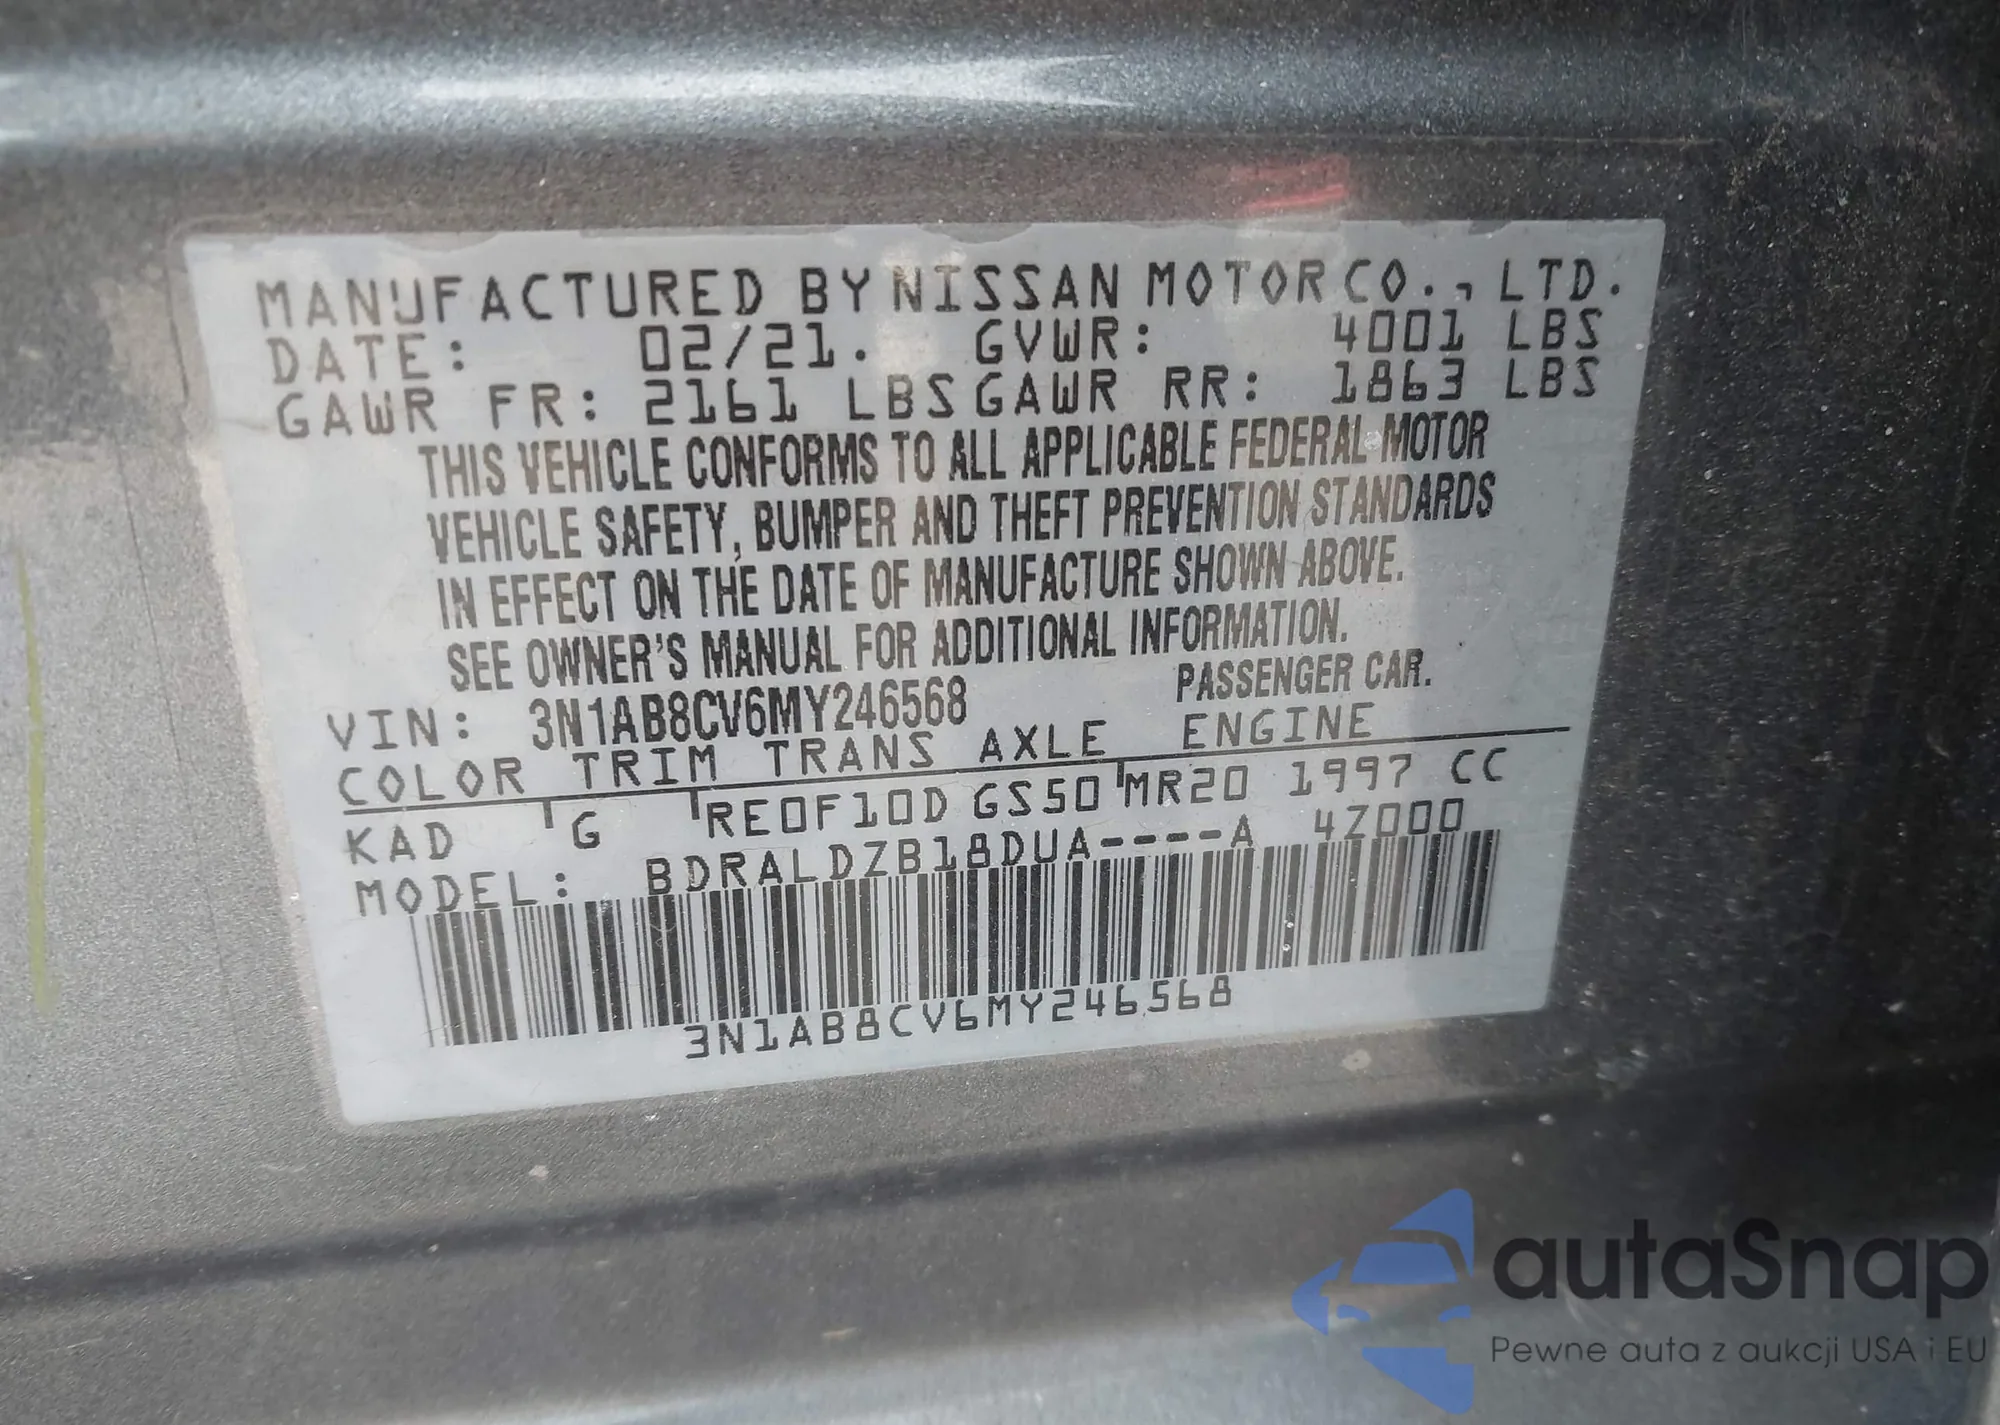 MANUFACTURED BY NISSAN MOTOR CO., LTD.
DATE: 02/21. GVWR: 4001 LBS
GAWR FR: 2161 LBS GAWR RR: 1863 LBS
THIS VEHICLE CONFORMS TO ALL APPLICABLE FEDERAL MOTOR
VEHICLE SAFETY, BUMPER AND THEFT PREVENTION STANDARDS
IN EFFECT ON THE DATE OF MANUFACTURE SHOWN ABOVE.
SEE OWNER'S MANUAL FOR ADDITIONAL INFORMATION.
VIN: 3N1AB8CV6MY246568 PASSENGER CAR.
COLOR TRIM TRANS AXLE ENGINE
KAD G RE0F10D GS50 MR20 1997 CC
MODEL: BDRALDZB18DUA----A 4Z000
3N1AB8CV6MY246568
autaSnap
Pewne auta z aukcji USA i EU